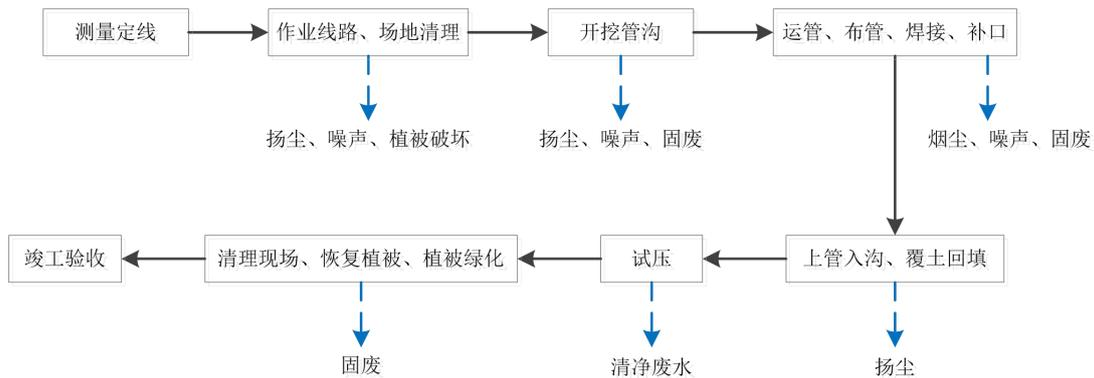 测量定线
作业线路、场地清理
开挖管沟
运管、布管、焊接、补口
扬尘、噪声、植被破坏
扬尘、噪声、固废
烟尘、噪声、固废
竣工验收
清理现场、恢复植被、植被绿化
试压
上管入沟、覆土回填
固废
清净废水
扬尘